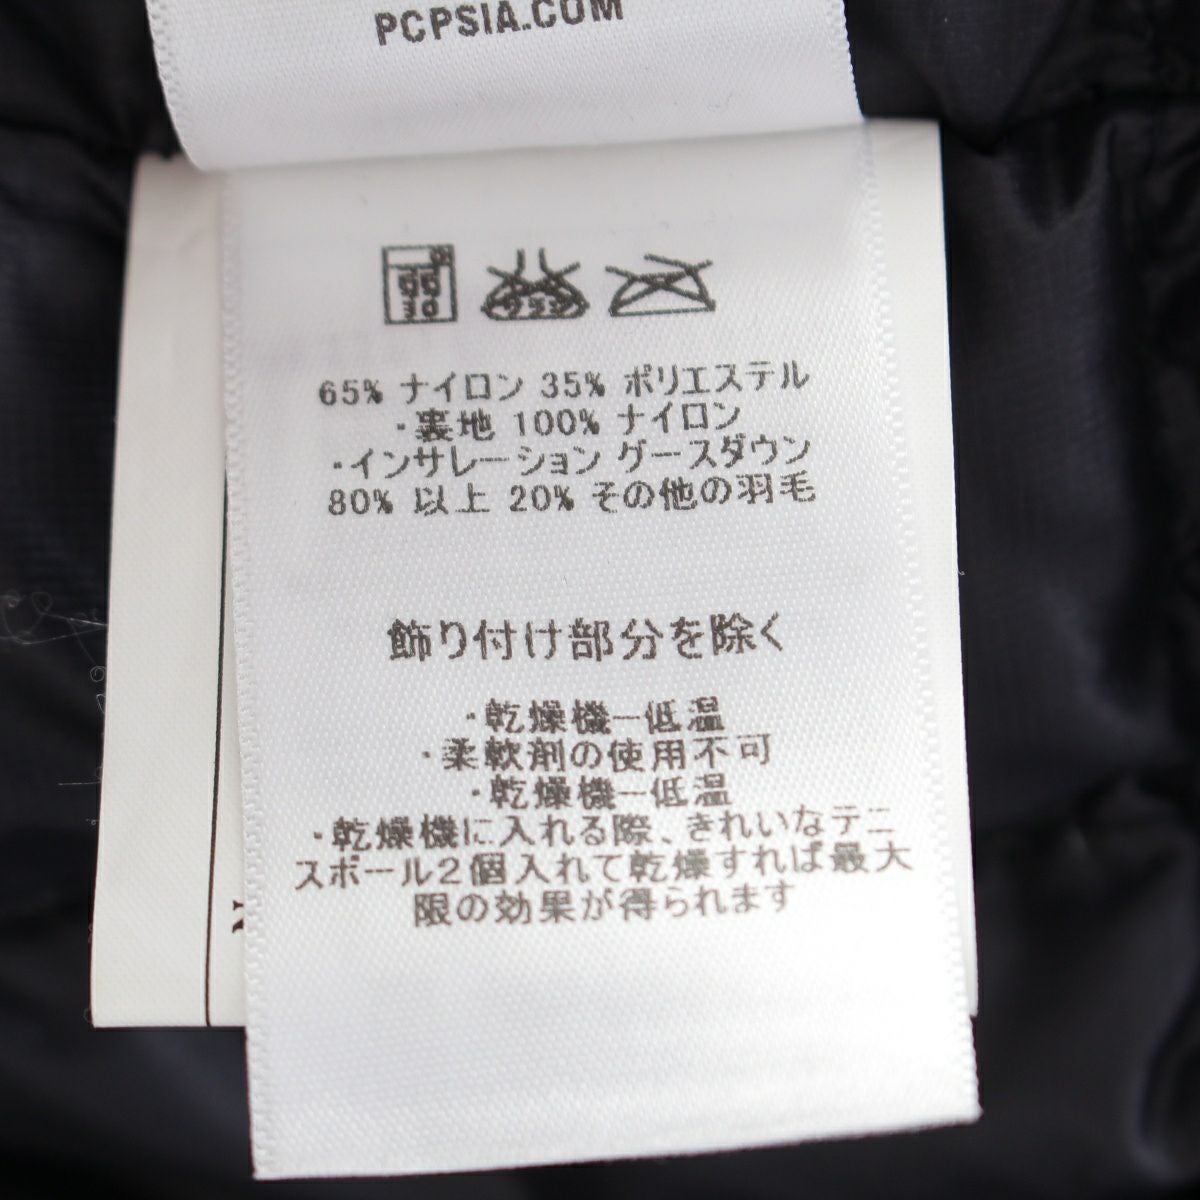 PCPSIA.COM
65% ナイロン 35% ポリエステル
・裏地 100% ナイロン
・インサレーション グースダウン
80% 以上 20% その他の羽毛
飾り付け部分を除く
・乾燥機ー低温
・柔軟剤の使用不可
・乾燥機ー低温
・乾燥機に入れる際、きれいなテニ
スボール2個入れて乾燥すれば最大
限の効果が得られます